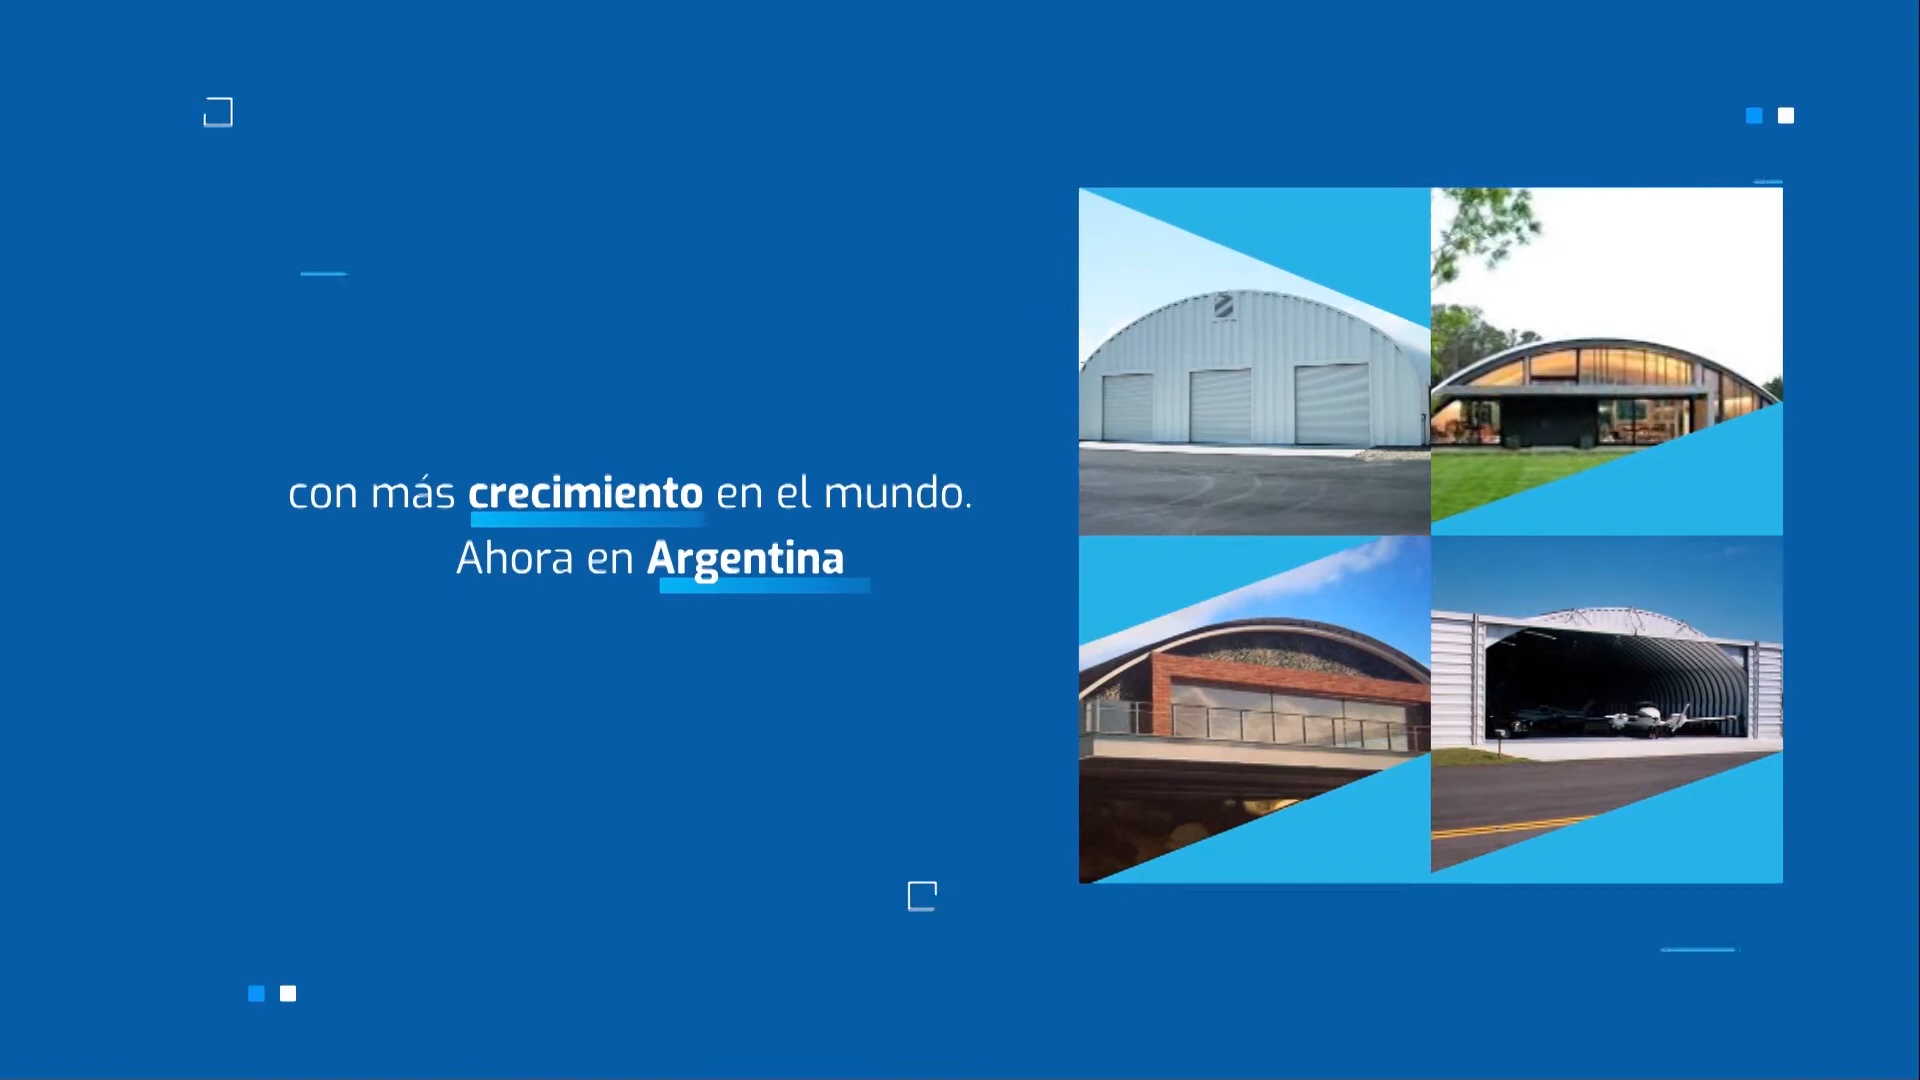 con más crecimiento en el mundo.
Ahora en Argentina